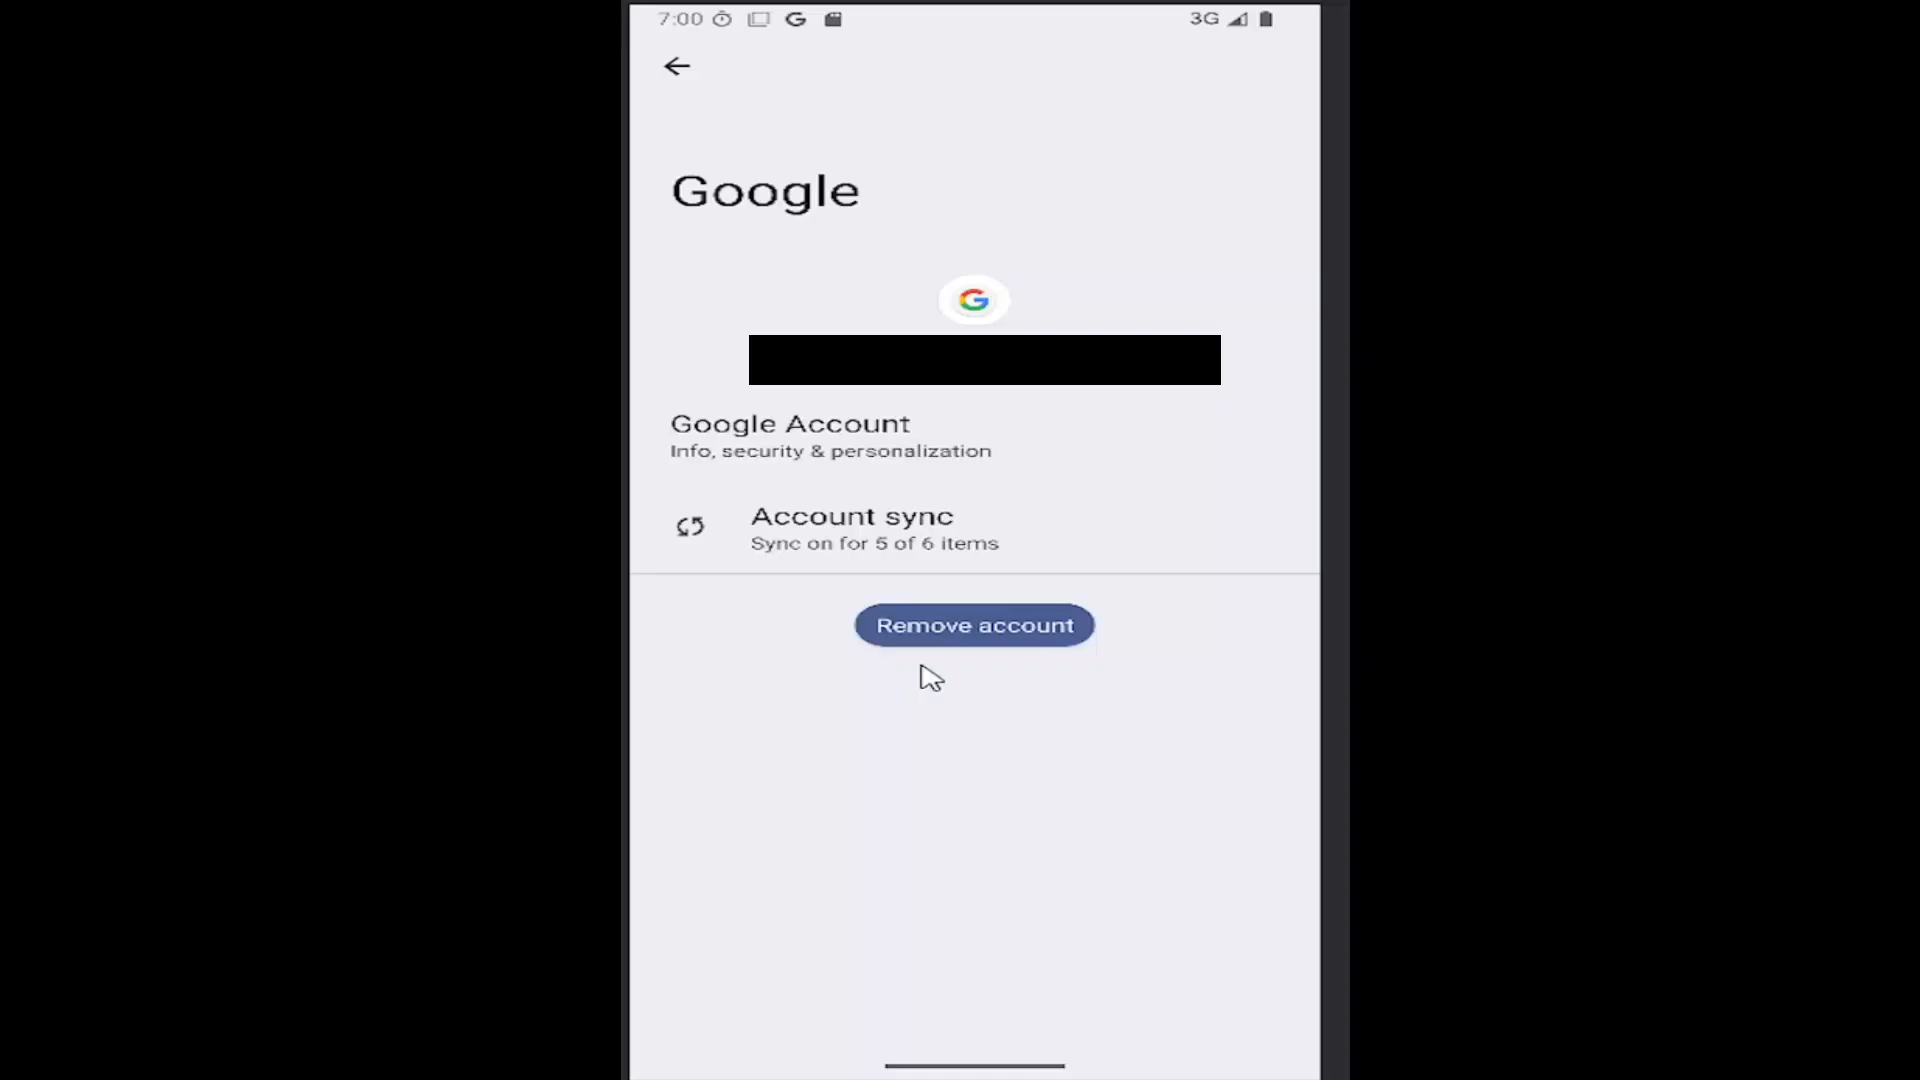 7:00
3G
Google
Google Account
Info, security & personalization
Account sync
Sync on for 5 of 6 items
Remove account